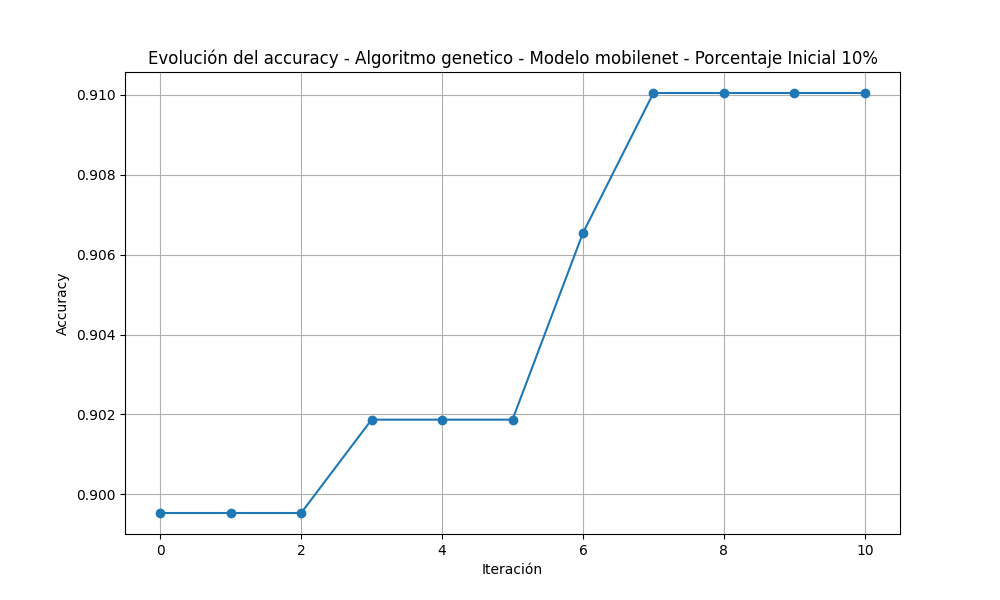 Evolución del accuracy - Algoritmo genetico - Modelo mobilenet - Porcentaje Inicial 10%
0.910
0.908
0.906
0.904
0.902
0.900
Accuracy
0 2 4 6 8 10
Iteración